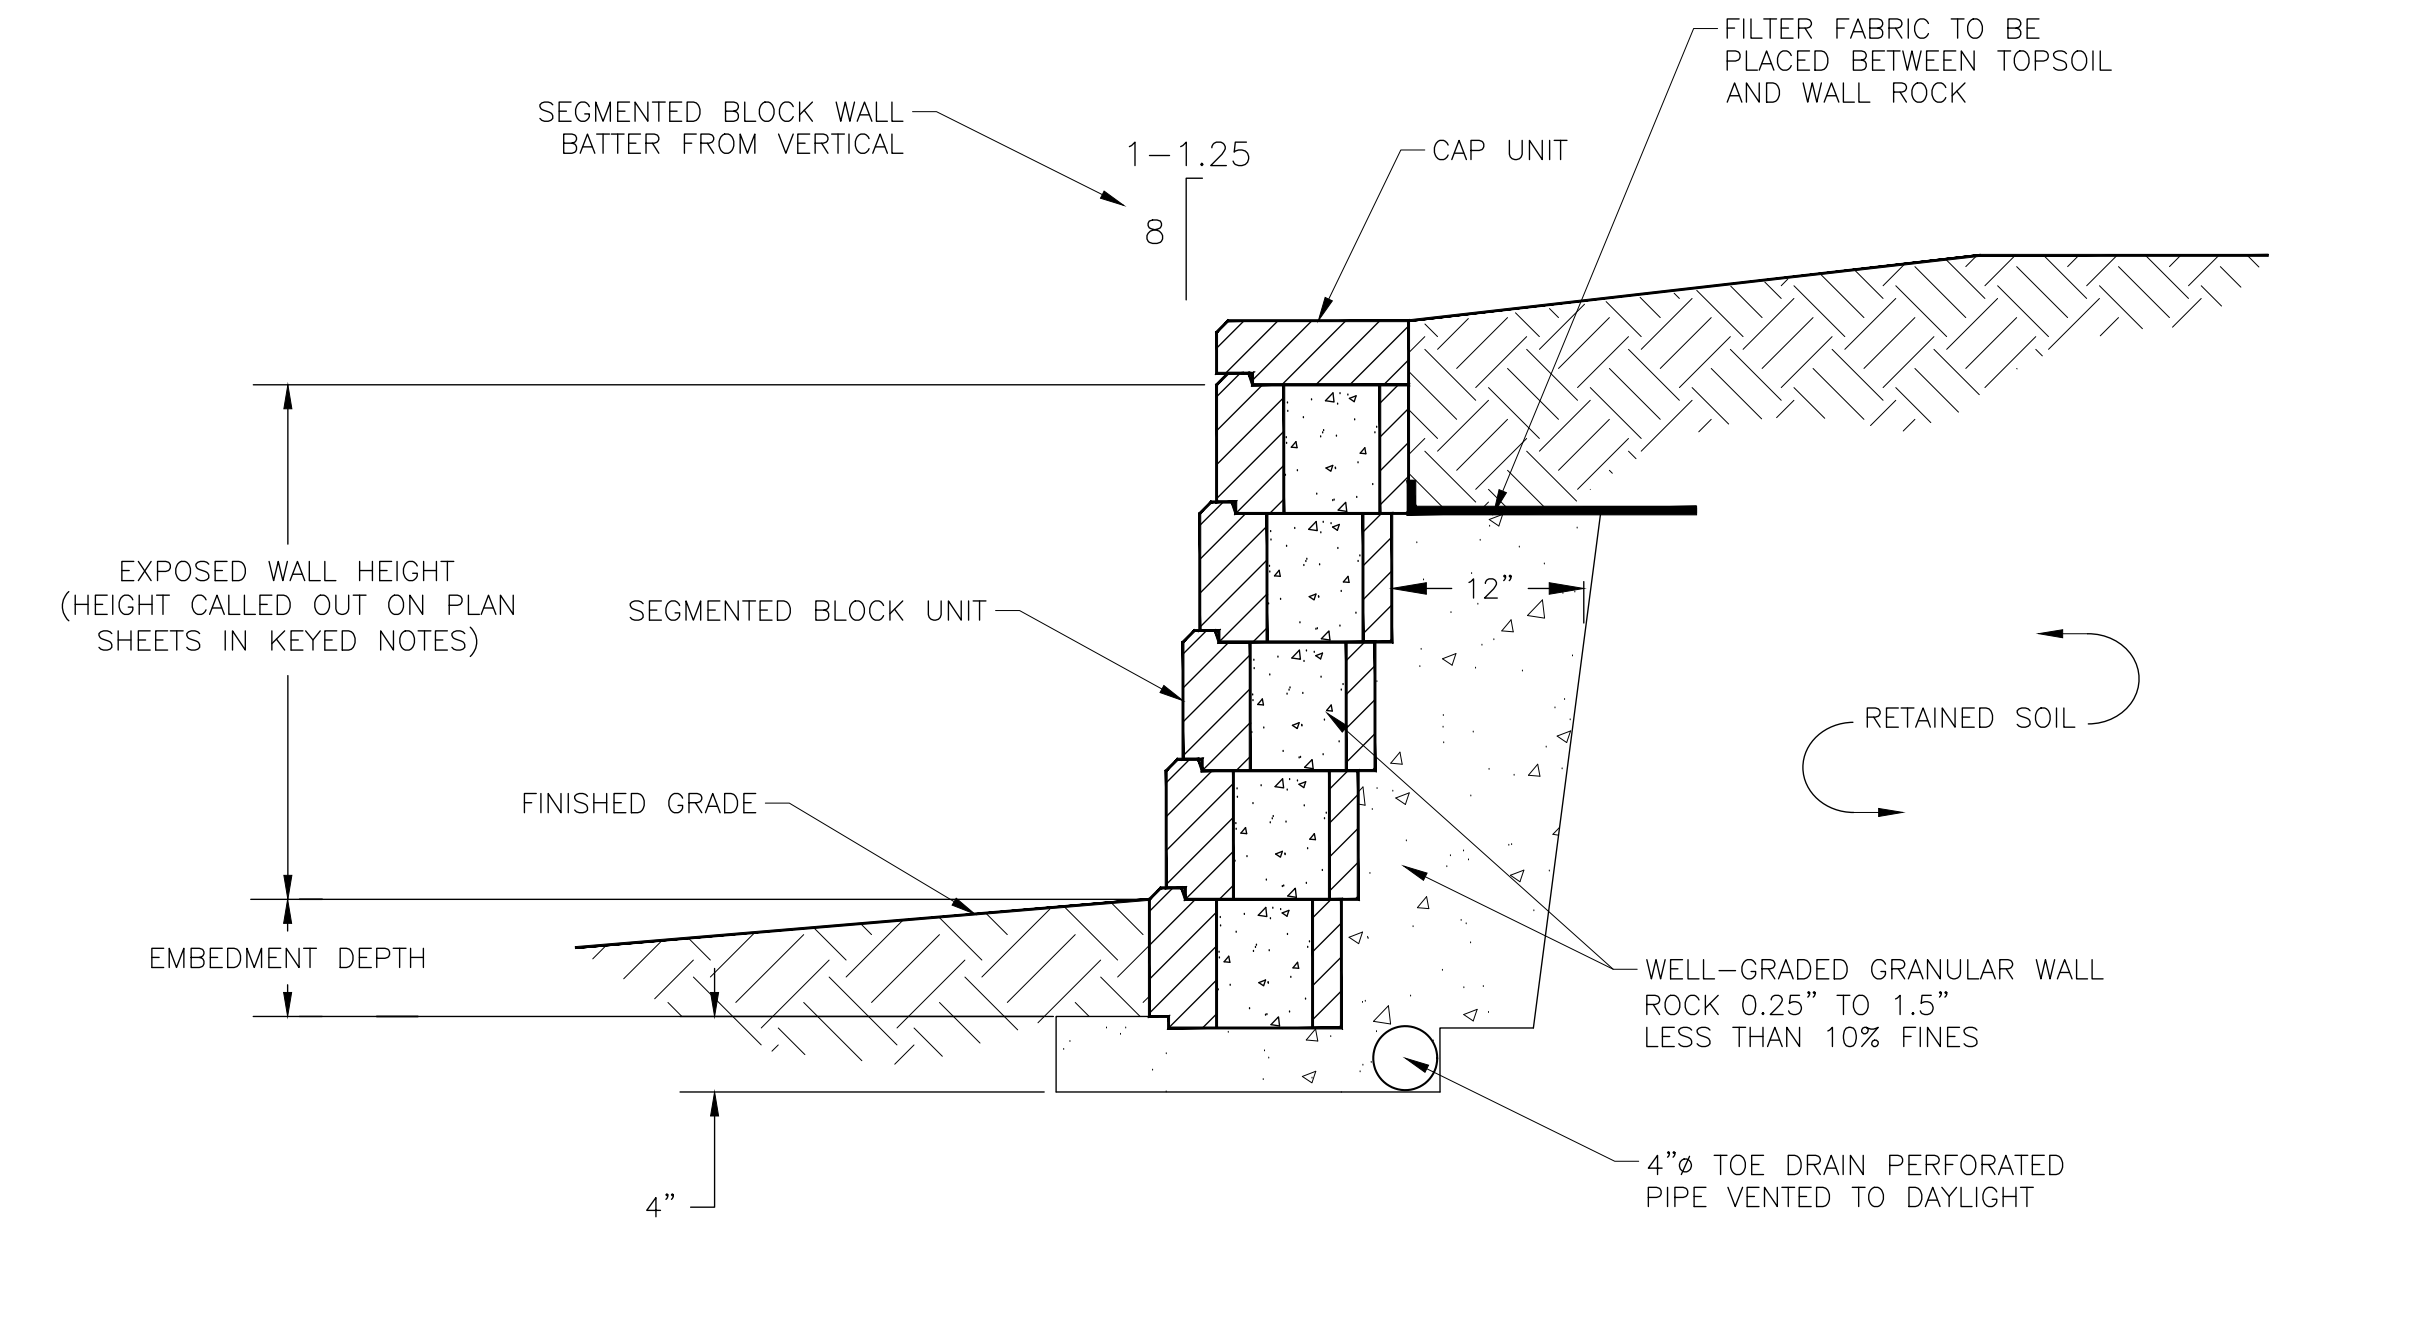 FILTER FABRIC TO BE
PLACED BETWEEN TOPSOIL
AND WALL ROCK
SEGMENTED BLOCK WALL
BATTER FROM VERTICAL
1-1.25
8
CAP UNIT
EXPOSED WALL HEIGHT
(HEIGHT CALLED OUT ON PLAN
SHEETS IN KEYED NOTES)
SEGMENTED BLOCK UNIT
12"
RETAINED SOIL
FINISHED GRADE
EMBEDMENT DEPTH
WELL-GRADED GRANULAR WALL
ROCK 0.25" TO 1.5"
LESS THAN 10% FINES
4"ø TOE DRAIN PERFORATED
PIPE VENTED TO DAYLIGHT
4"